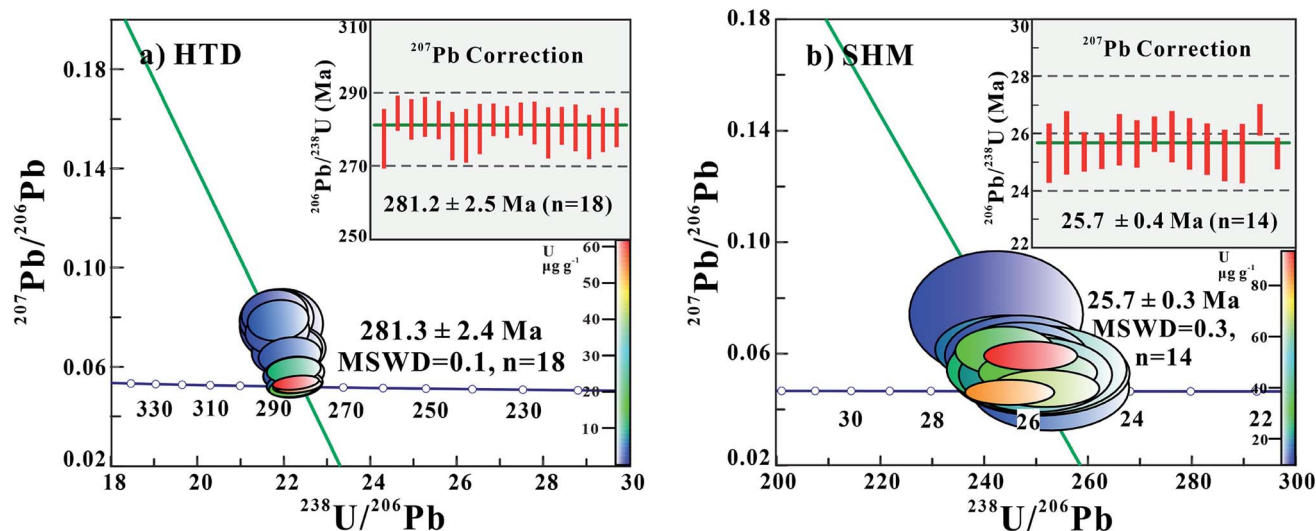 a) HTD
²⁰⁷Pb/²⁰⁶Pb
0.18
0.14
0.10
0.06
0.02
18
20
22
24
26
28
30
²³⁸U/²⁰⁶Pb
330
310
290
270
250
230
281.3 ± 2.4 Ma
MSWD=0.1, n=18
²⁰⁷Pb Correction
²⁰⁶Pb/²³⁸U (Ma)
310
290
270
250
281.2 ± 2.5 Ma (n=18)
U
µg g⁻¹
60
50
40
30
20
10
b) SHM
²⁰⁷Pb/²⁰⁶Pb
0.18
0.14
0.10
0.06
0.02
200
220
240
260
280
300
²³⁸U/²⁰⁶Pb
30
28
26
24
22
25.7 ± 0.3 Ma
MSWD=0.3,
n=14
²⁰⁷Pb Correction
²⁰⁶Pb/²³⁸U (Ma)
30
28
26
24
22
25.7 ± 0.4 Ma (n=14)
U
µg g⁻¹
80
60
40
20